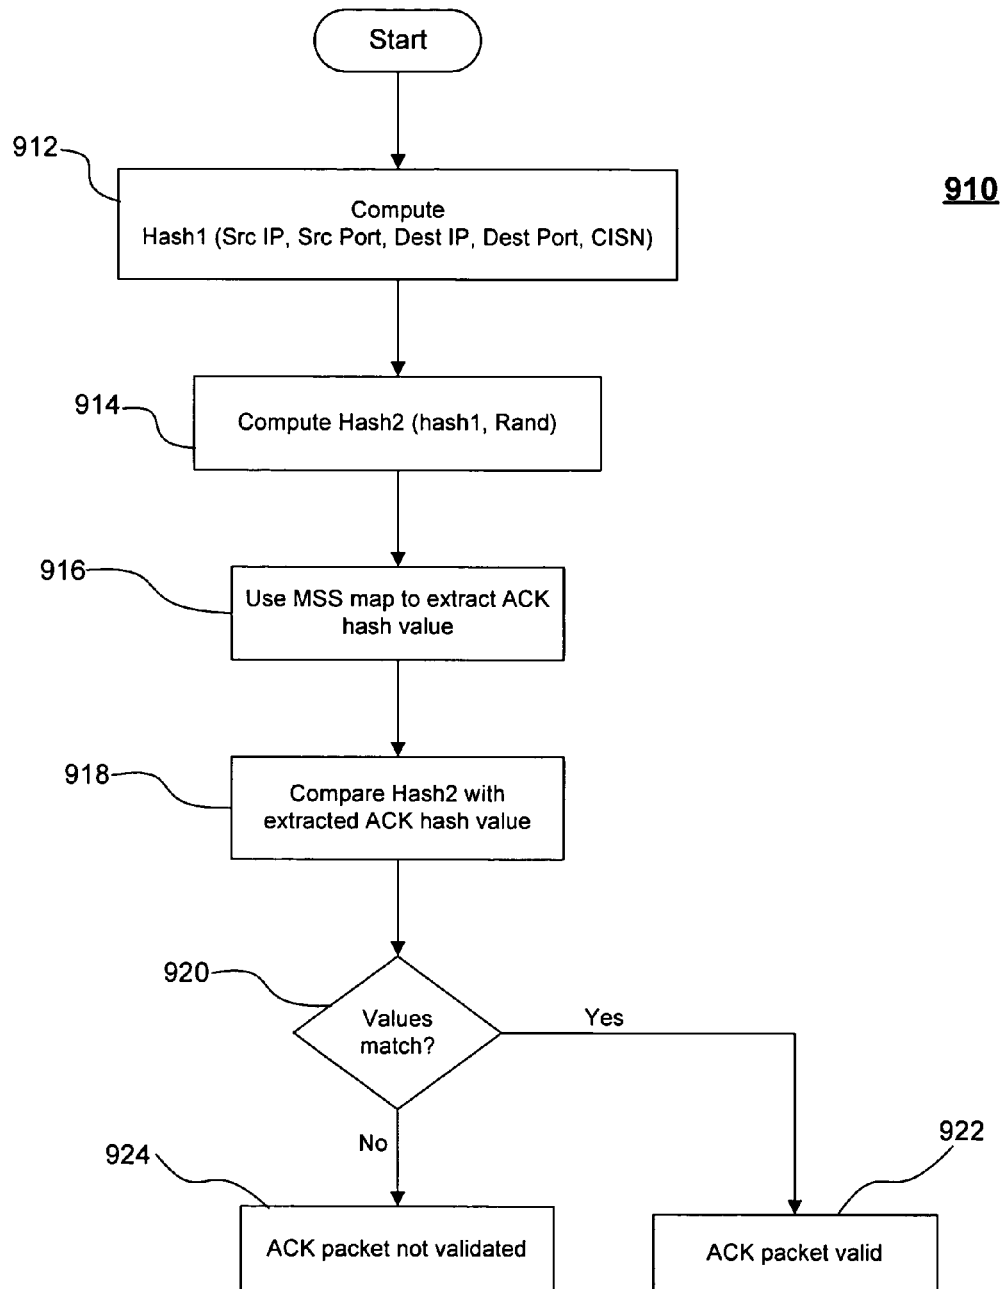 Start
912
910
Compute
Hash1 (Src IP, Src Port, Dest IP, Dest Port, CISN)
914
Compute Hash2 (hash1, Rand)
916
Use MSS map to extract ACK
hash value
918
Compare Hash2 with
extracted ACK hash value
920
Values
match?
Yes
No
924
922
ACK packet not validated
ACK packet valid